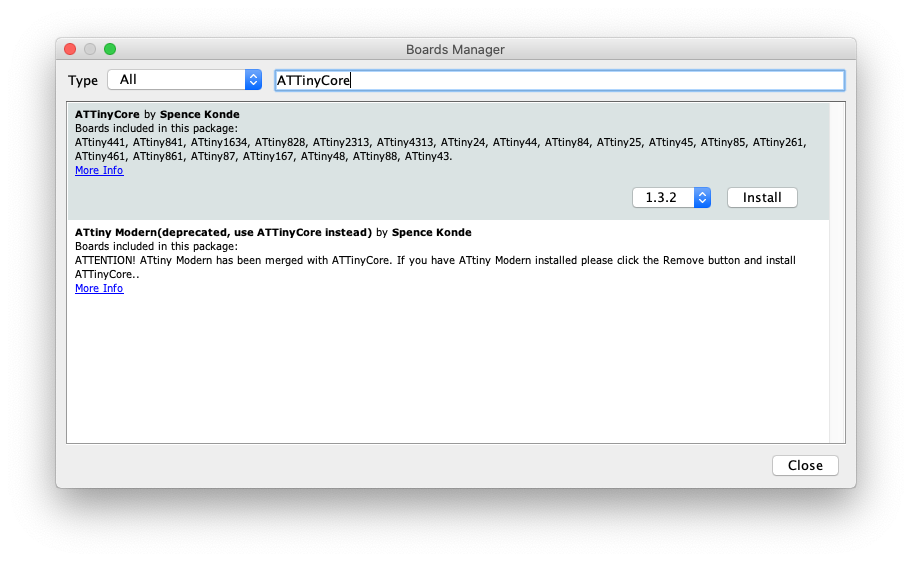 Boards Manager
Type All ATTinyCore
ATTinyCore by Spence Konde
Boards included in this package:
ATtiny441, ATtiny841, ATtiny1634, ATtiny828, ATtiny2313, ATtiny4313, ATtiny24, ATtiny44, ATtiny84, ATtiny25, ATtiny45, ATtiny85, ATtiny261,
ATtiny461, ATtiny861, ATtiny87, ATtiny167, ATtiny48, ATtiny88, ATtiny43.
More Info
1.3.2 Install
ATtiny Modern(deprecated, use ATTinyCore instead) by Spence Konde
Boards included in this package:
ATTENTION! ATtiny Modern has been merged with ATTinyCore. If you have ATtiny Modern installed please click the Remove button and install
ATTinyCore..
More Info
Close